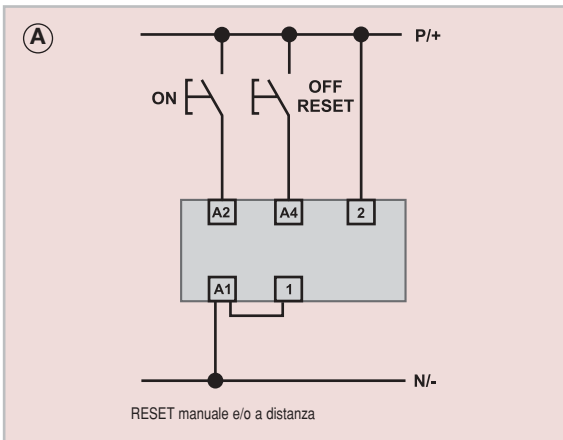 A
P/+
ON
OFF
RESET
A2
A4
2
A1
1
N/-
RESET manuale e/o a distanza